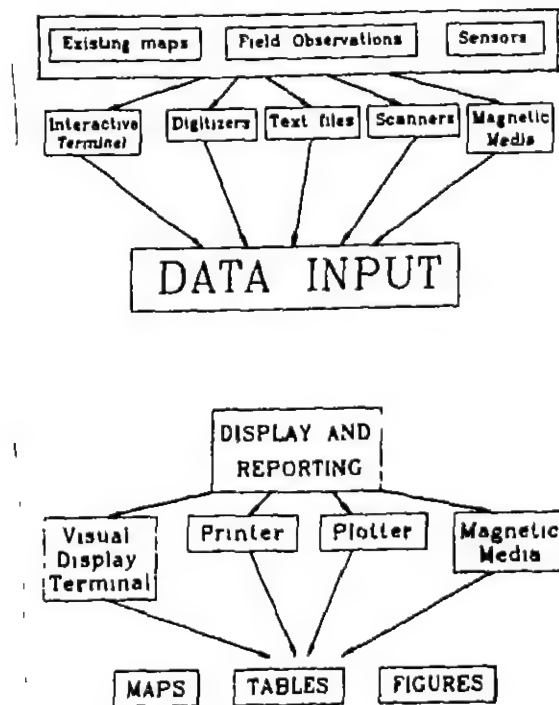 Existing maps
Field Observations
Sensors
Interactive
Terminal
Digitizers
Text files
Scanners
Magnetic
Media
DATA INPUT
DISPLAY AND
REPORTING
Visual
Display
Terminal
Printer
Plotter
Magnetic
Media
MAPS
TABLES
FIGURES